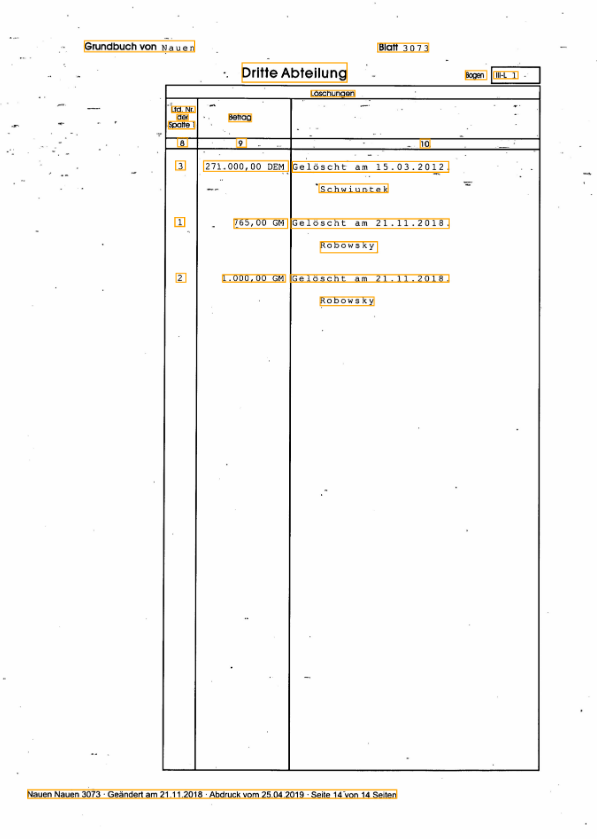 Grundbuch von Nauen Blatt 3073
Dritte Abteilung Bogen III-L 1
Löschungen
Lfd. Nr. der Spalte 1 Betrag
8 9 10
3 271.000,00 DEM Gelöscht am 15.03.2012.
Schwiuntek
1 765,00 GM Gelöscht am 21.11.2018.
Robowsky
2 1.000,00 GM Gelöscht am 21.11.2018.
Robowsky
Nauen Nauen 3073 · Geändert am 21.11.2018 · Abdruck vom 25.04.2019 · Seite 14 von 14 Seiten